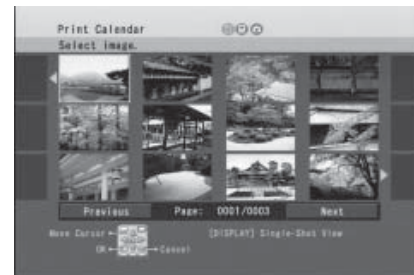 Print Calendar
Select image.
Previous Page: 0001/0003 Next
Move Cursor [DISPLAY] Single-Shot View
OK Cancel